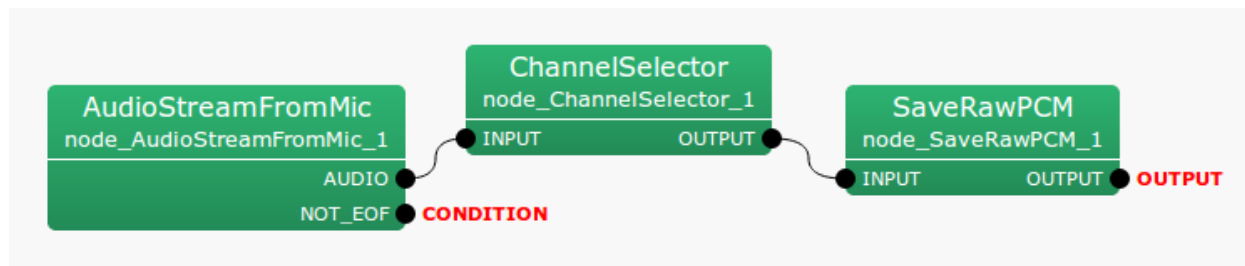 AudioStreamFromMic
node_AudioStreamFromMic_1
AUDIO
NOT_EOF CONDITION
ChannelSelector
node_ChannelSelector_1
INPUT OUTPUT
SaveRawPCM
node_SaveRawPCM_1
INPUT OUTPUT OUTPUT